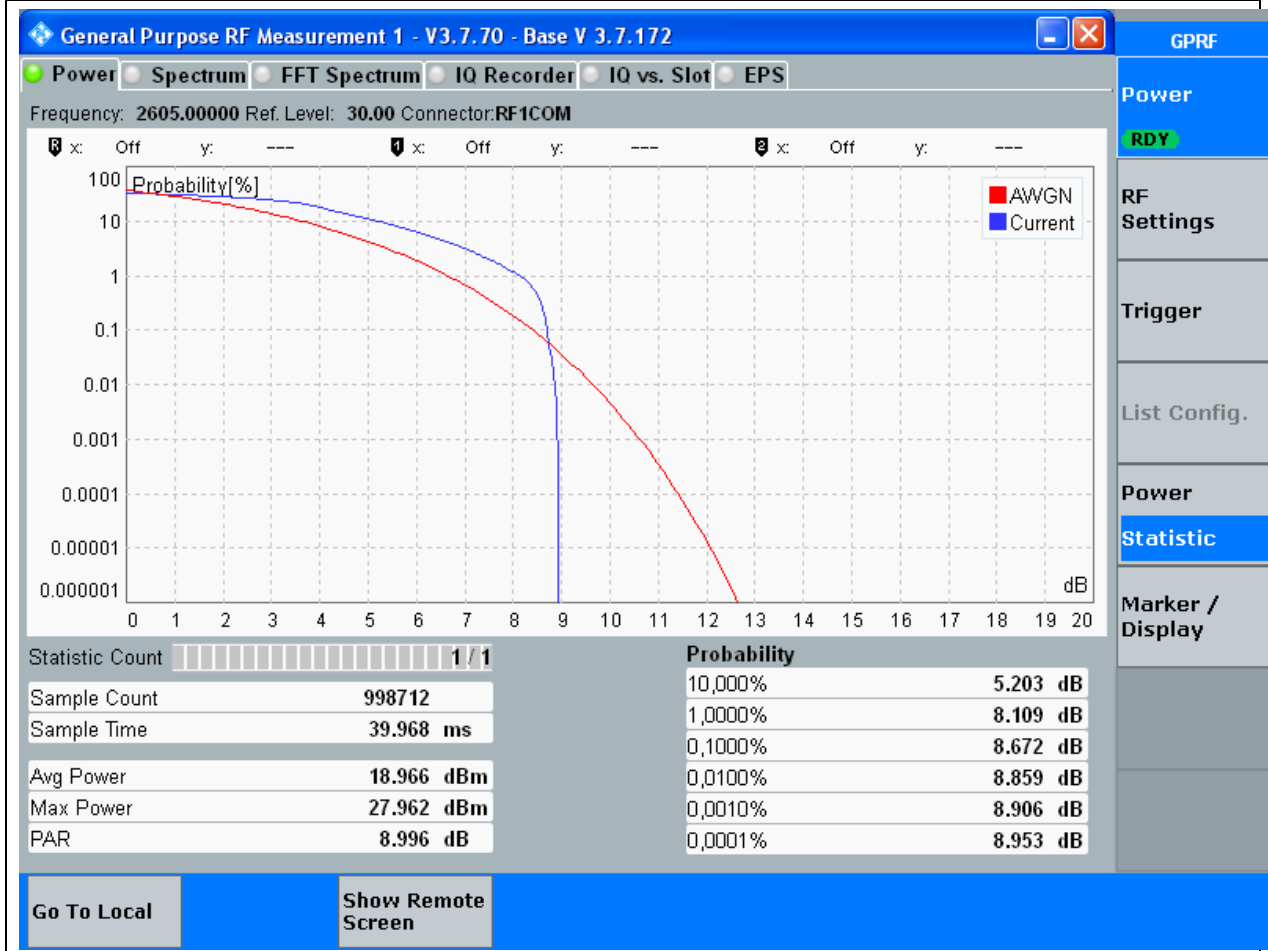 General Purpose RF Measurement 1 - V3.7.70 - Base V 3.7.172
GPRF
Power Spectrum FFT Spectrum IQ Recorder IQ vs. Slot EPS
Frequency: 2605.00000 Ref. Level: 30.00 Connector:RF1COM
R x: Off y: --- 1 x: Off y: --- 2 x: Off y: ---
Probability[%]
AWGN
Current
100
10
1
0.1
0.01
0.001
0.0001
0.00001
0.000001
dB
0 1 2 3 4 5 6 7 8 9 10 11 12 13 14 15 16 17 18 19 20
Statistic Count 1 / 1
Sample Count 998712
Sample Time 39.968 ms
Avg Power 18.966 dBm
Max Power 27.962 dBm
PAR 8.996 dB
Probability
10,000% 5.203 dB
1,0000% 8.109 dB
0,1000% 8.672 dB
0,0100% 8.859 dB
0,0010% 8.906 dB
0,0001% 8.953 dB
Power
RDY
RF
Settings
Trigger
List Config.
Power
Statistic
Marker /
Display
Go To Local
Show Remote
Screen